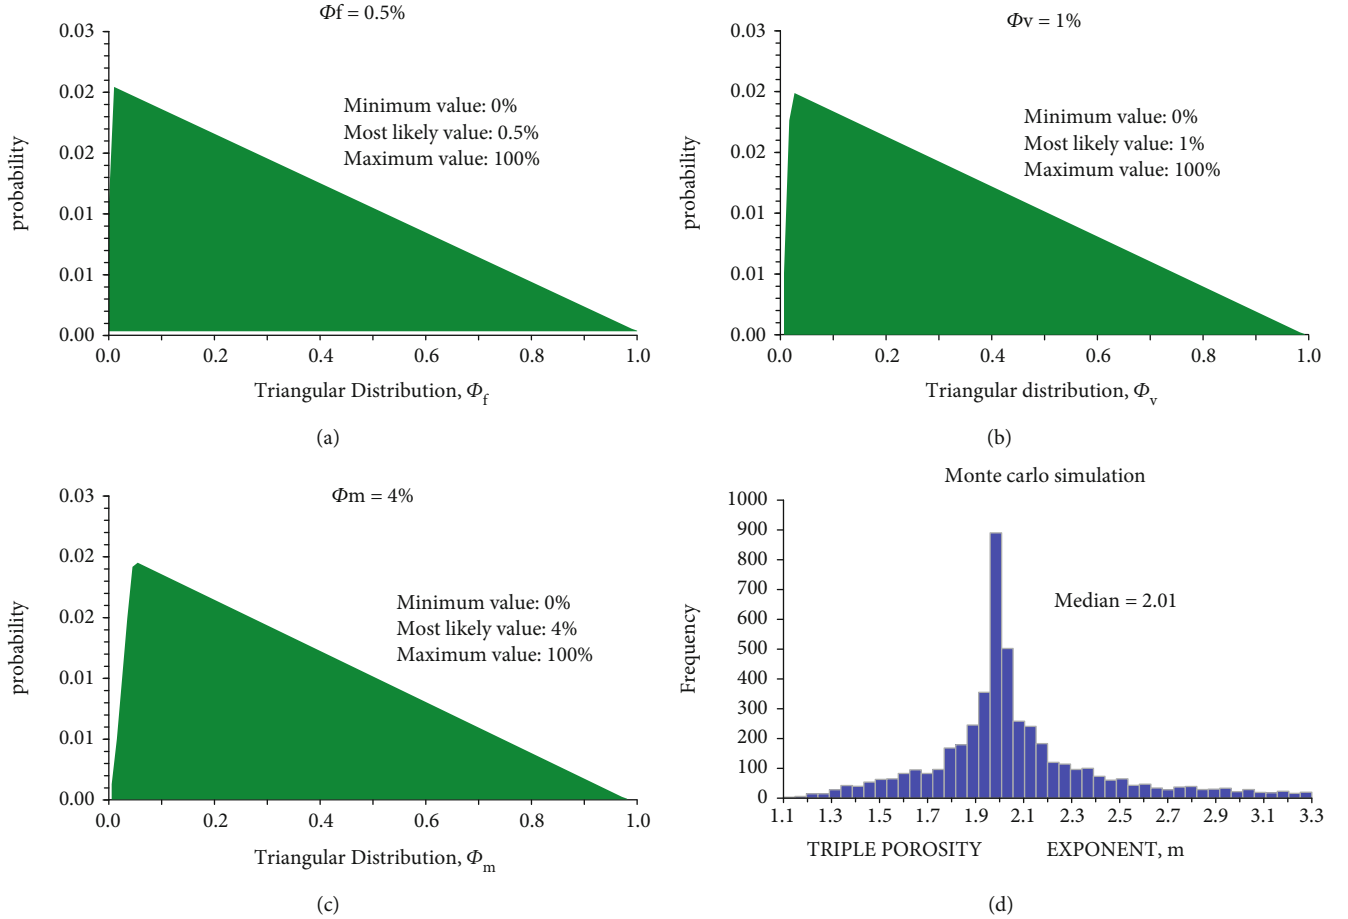 Φf = 0.5%
0.03
0.02
0.02
0.01
0.01
0.00
probability
Minimum value: 0%
Most likely value: 0.5%
Maximum value: 100%
0.0 0.2 0.4 0.6 0.8 1.0
Triangular Distribution, Φf
(a)
Φv = 1%
0.03
0.02
0.02
0.01
0.01
0.00
probability
Minimum value: 0%
Most likely value: 1%
Maximum value: 100%
0.0 0.2 0.4 0.6 0.8 1.0
Triangular distribution, Φv
(b)
Φm = 4%
0.03
0.02
0.02
0.01
0.01
0.00
probability
Minimum value: 0%
Most likely value: 4%
Maximum value: 100%
0.0 0.2 0.4 0.6 0.8 1.0
Triangular Distribution, Φm
(c)
Monte carlo simulation
1000
900
800
700
600
500
400
300
200
100
0
Frequency
Median = 2.01
1.1 1.3 1.5 1.7 1.9 2.1 2.3 2.5 2.7 2.9 3.1 3.3
TRIPLE POROSITY EXPONENT, m
(d)